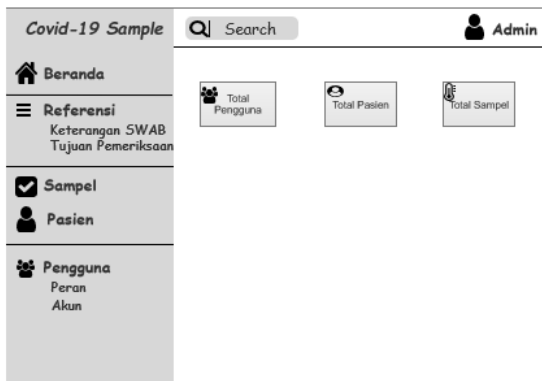 Covid-19 Sample
Search
Admin
Beranda
Referensi
Keterangan SWAB
Tujuan Pemeriksaan
Sampel
Pasien
Pengguna
Peran
Akun
Total
Pengguna
Total Pasien
Total Sampel